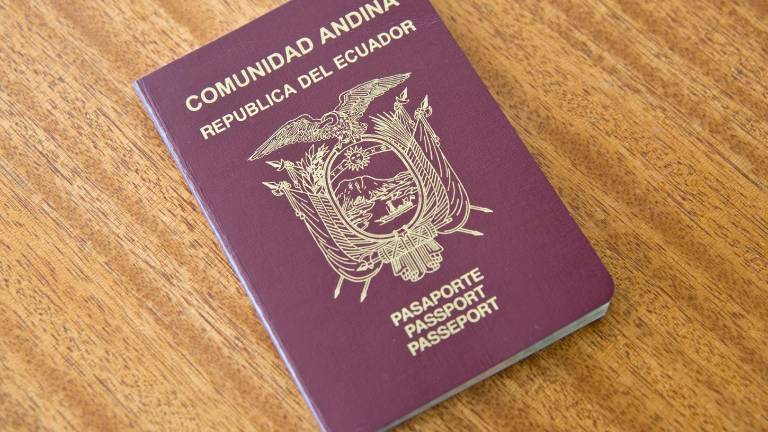 COMUNIDAD ANDINA
REPUBLICA DEL ECUADOR
PASAPORTE
PASSPORT
PASSEPORT